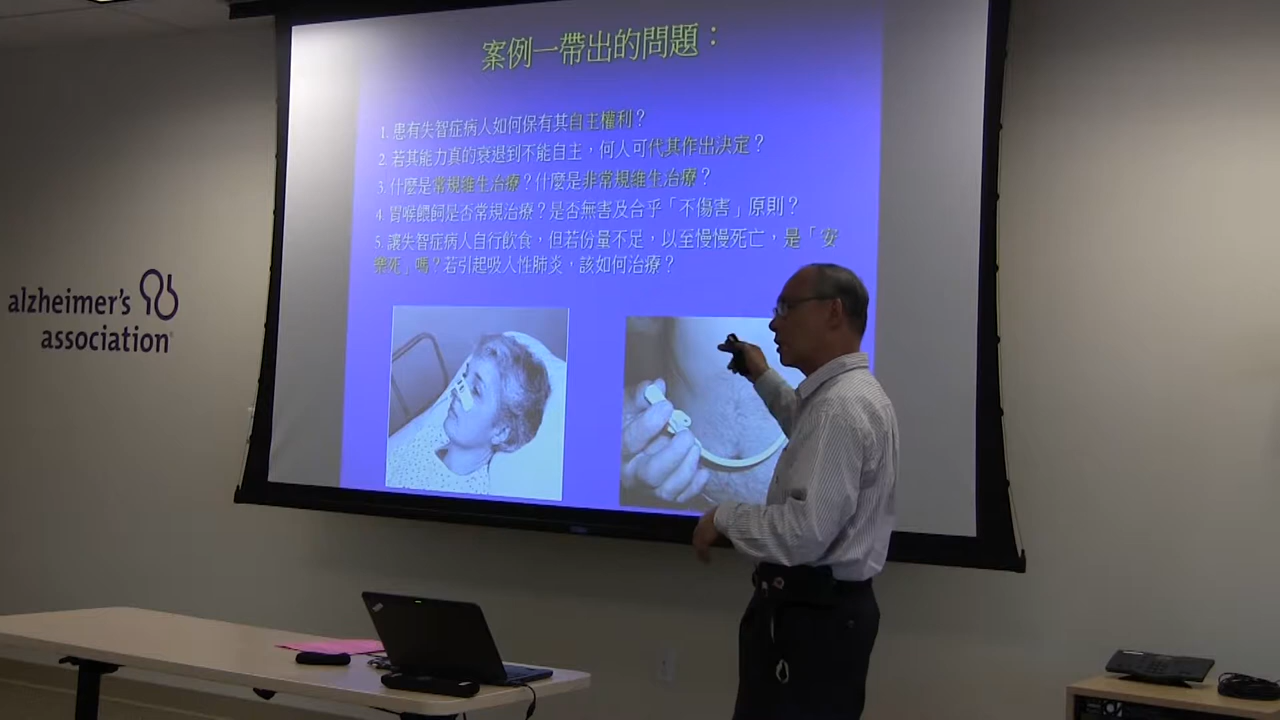 案例一帶出的問題：
1. 患有失智症病人如何保有其自主權利？
2. 若其能力真的衰退到不能自主，何人可代其作出決定？
3. 什麼是常規維生治療？什麼是非常規維生治療？
4. 胃喉餵飼是否常規治療？是否無害及合乎「不傷害」原則？
5. 讓失智症病人自行飲食，但若份量不足，以至慢慢死亡，是「安
樂死」嗎？若引起吸入性肺炎，該如何治療？
alzheimer's
association